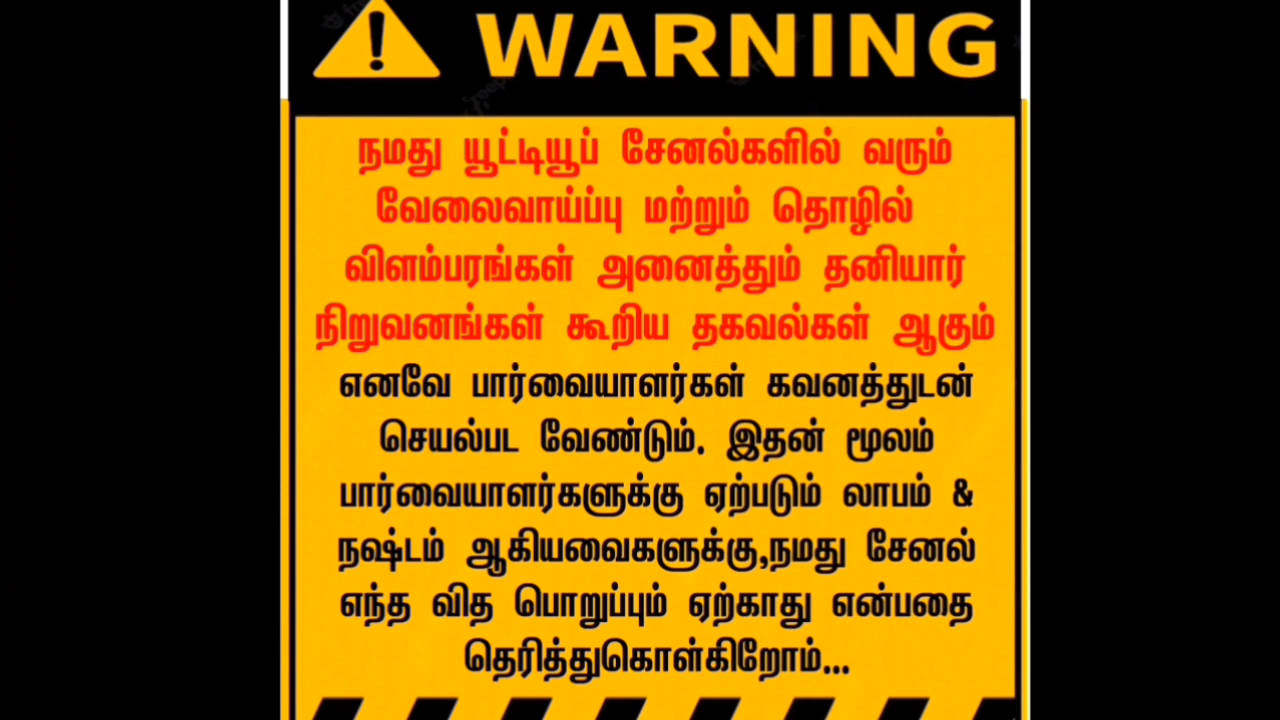 WARNING
நமது யூட்டியூப் சேனல்களில் வரும்
வேலைவாய்ப்பு மற்றும் தொழில்
விளம்பரங்கள் அனைத்தும் தனியார்
நிறுவனங்கள் கூறிய தகவல்கள் ஆகும்
எனவே பார்வையாளர்கள் கவனத்துடன்
செயல்பட வேண்டும். இதன் மூலம்
பார்வையாளர்களுக்கு ஏற்படும் லாபம் &
நஷ்டம் ஆகியவைகளுக்கு,நமது சேனல்
எந்த வித பொறுப்பும் ஏற்காது என்பதை
தெரித்துகொள்கிறோம்...